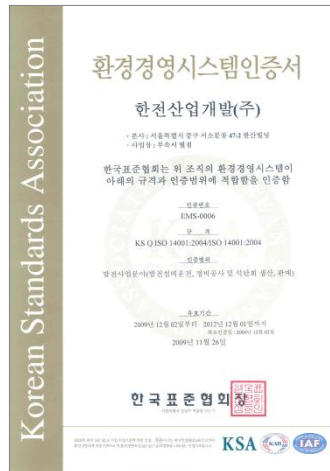 Korean Standards Association
환경경영시스템인증서
한전산업개발(주)
· 본사 : 서울특별시 중구 서소문동 47-2 한산빌딩
· 사업장 : 부속서 별첨
한국표준협회는 위 조직의 환경경영시스템이
아래의 규격과 인증범위에 적합함을 인증함
인증번호
EMS-0006
규 격
KS Q ISO 14001:2004/ISO 14001:2004
인증범위
발전사업분야(발전설비운전, 정비공사 및 석탄회 생산, 판매)
유효기간
2009년 12월 02일부터 2012년 12월 01일까지
2009년 11월 26일
한국표준협회장
KSA
KAB
IAF